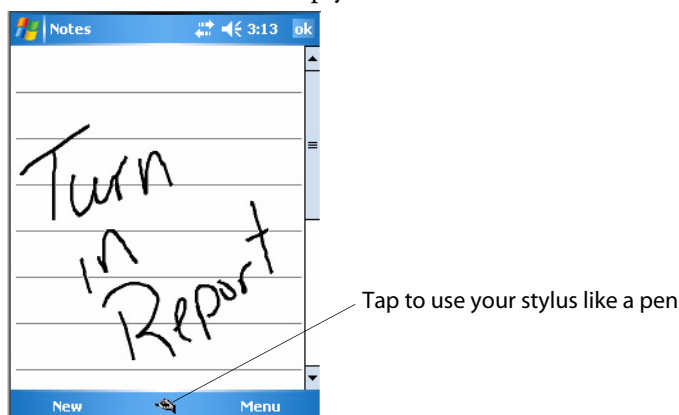 Notes 3:13 ok
Turn
in
Report
Tap to use your stylus like a pen
New Menu